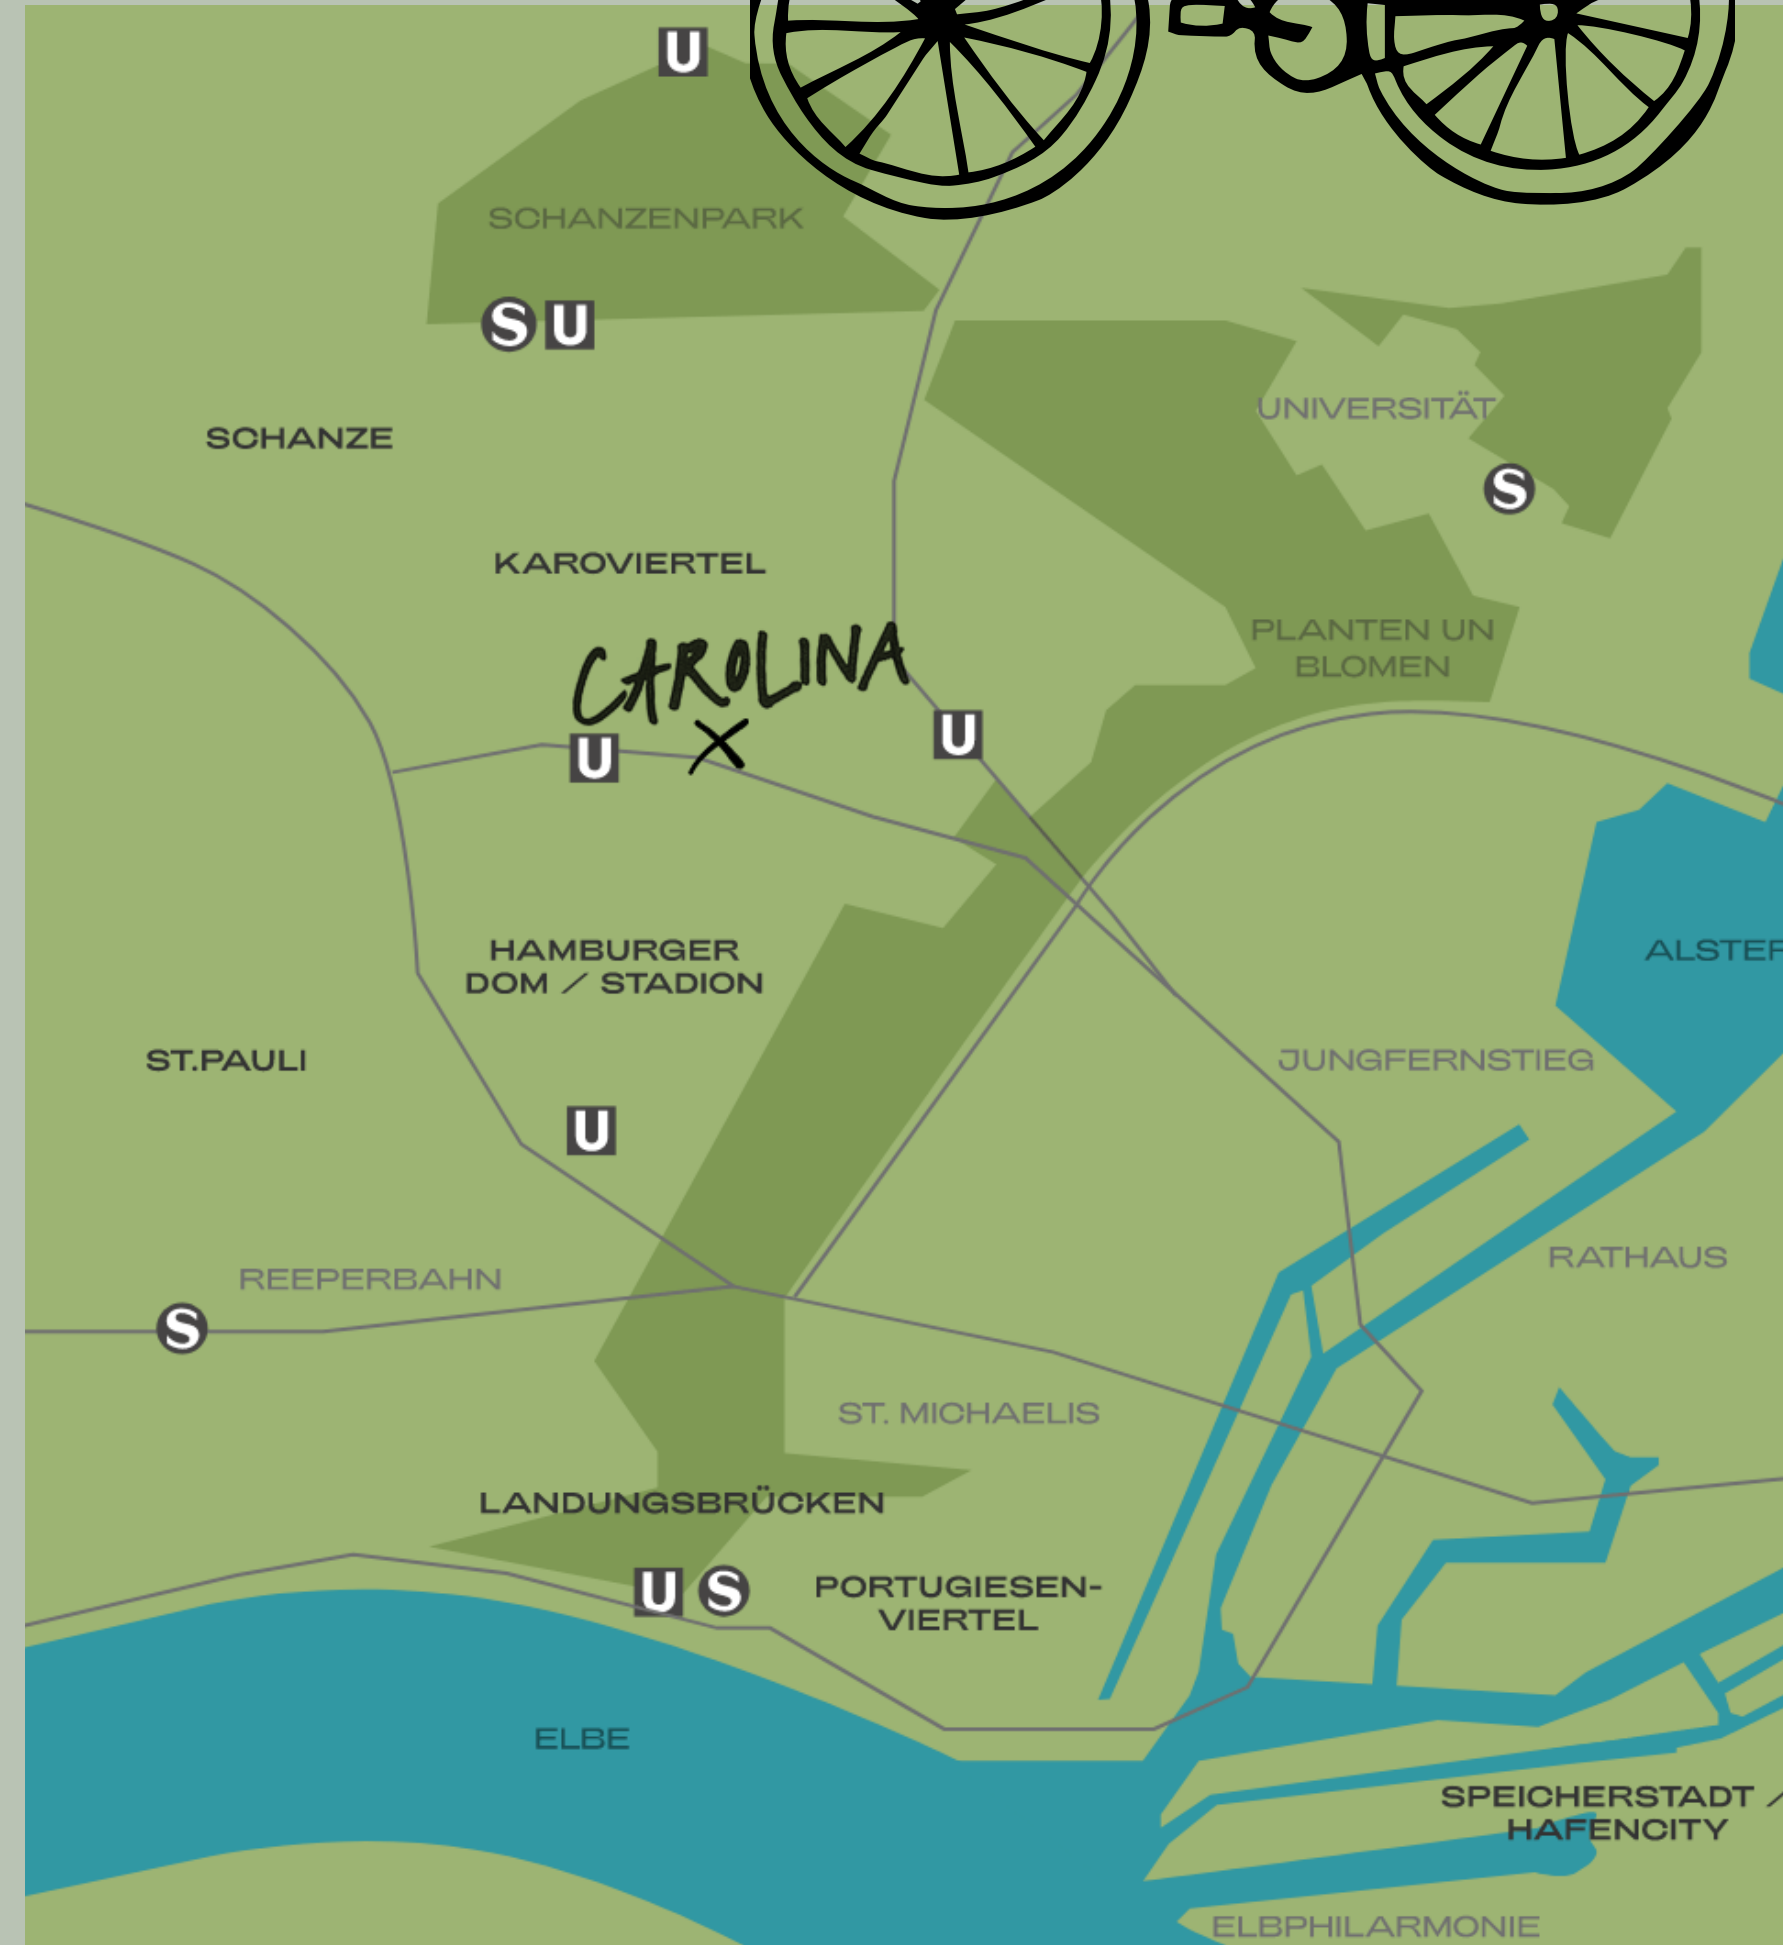 U
SCHANZENPARK
S U
UNIVERSITÄT
SCHANZE
S
KAROVIERTEL
PLANTEN UN
BLOMEN
CAROLINA
U
U
HAMBURGER
DOM / STADION
ALSTER
ST.PAULI
JUNGFERNSTIEG
U
RATHAUS
REEPERBAHN
S
ST. MICHAELIS
LANDUNGSBRÜCKEN
U S
PORTUGIESEN-
VIERTEL
ELBE
SPEICHERSTADT /
HAFENCITY
ELBPHILARMONIE